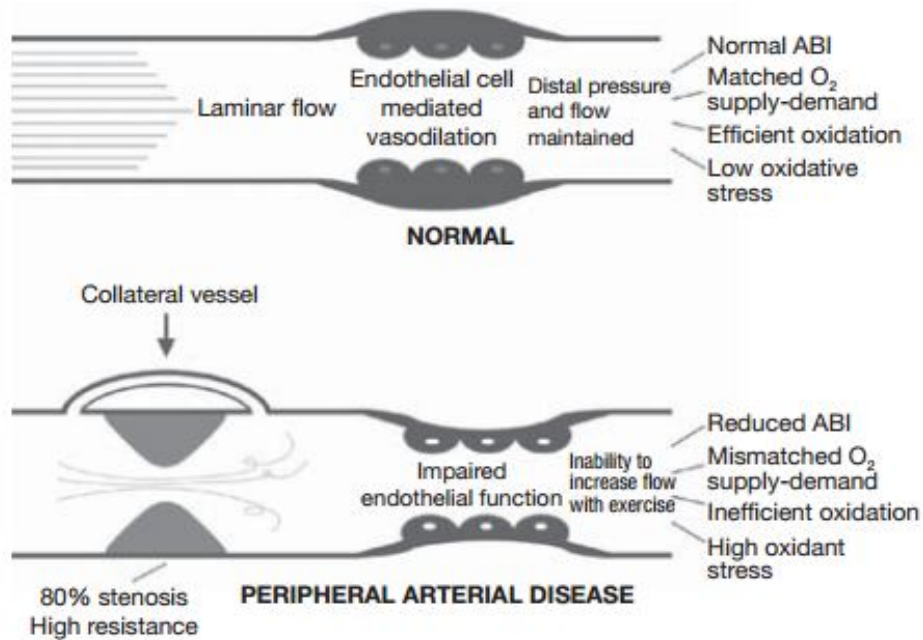 Laminar flow
Endothelial cell
mediated
vasodilation
Distal pressure
and flow
maintained
Normal ABI
Matched O₂
supply-demand
Efficient oxidation
Low oxidative
stress
NORMAL
Collateral vessel
80% stenosis
High resistance
Impaired
endothelial function
Inability to
increase flow
with exercise
Reduced ABI
Mismatched O₂
supply-demand
Inefficient oxidation
High oxidant
stress
PERIPHERAL ARTERIAL DISEASE